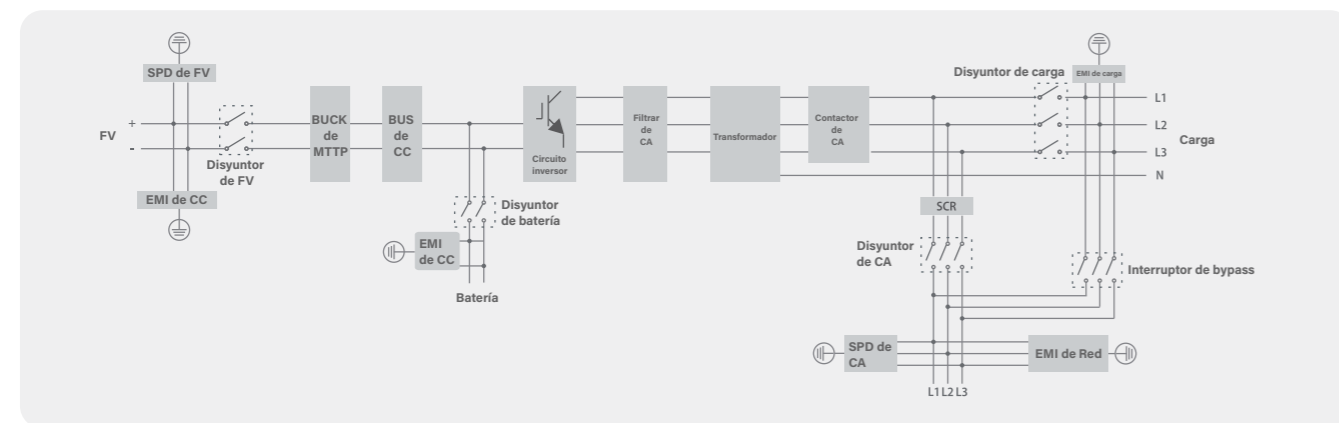 SPD de FV
FV
+
-
Disyuntor
de FV
EMI de CC
BUCK
de
MTTP
BUS
de
CC
Disyuntor
de batería
EMI
de CC
Batería
Circuito
inversor
Filtrar
de
CA
Transformador
Contactor
de
CA
Disyuntor de carga
EMI de carga
L1
L2
L3
N
Carga
SCR
Disyuntor
de CA
Interruptor de bypass
SPD de
CA
EMI de Red
L1 L2 L3